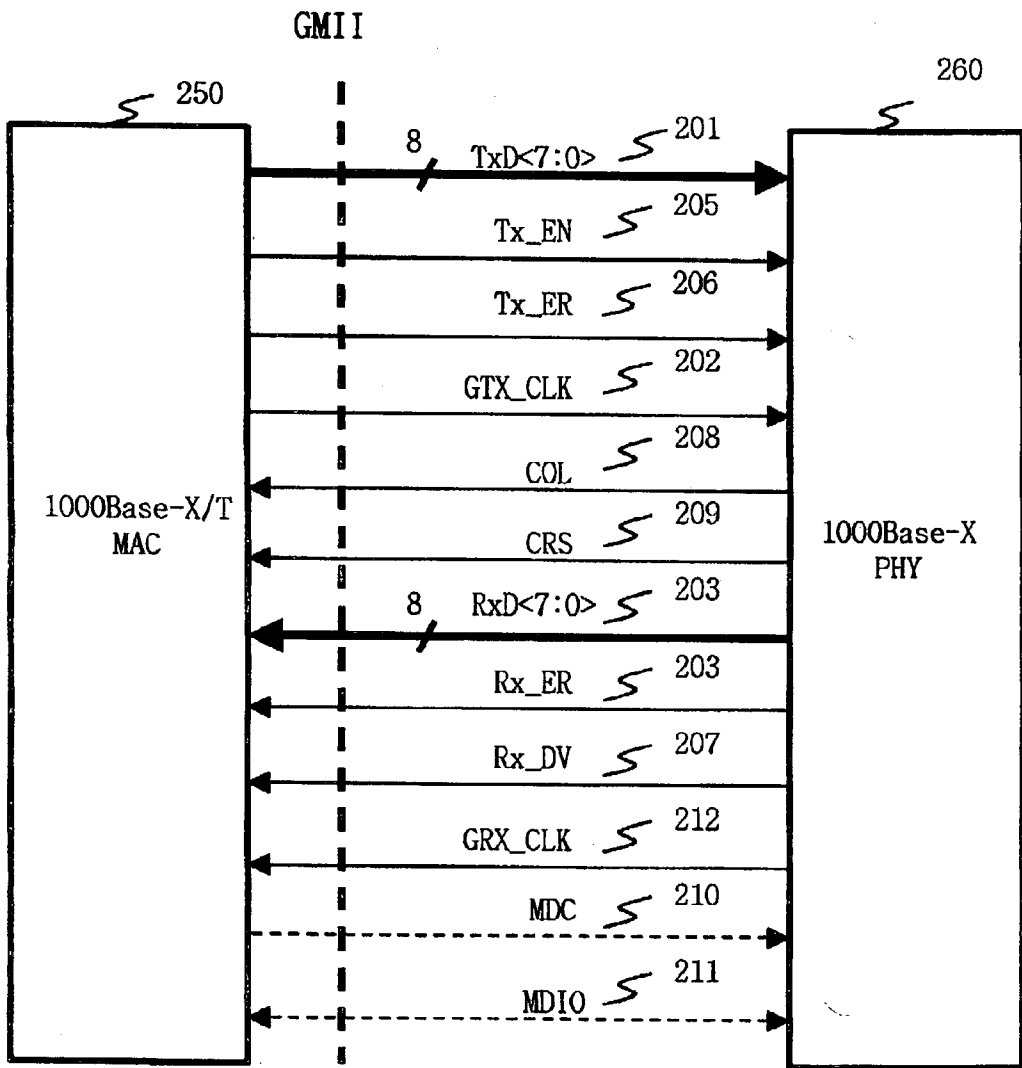 GMII
250
260
8
TxD<7:0>
201
Tx_EN
205
Tx_ER
206
GTX_CLK
202
COL
208
1000Base-X/T
MAC
CRS
209
1000Base-X
PHY
8
RxD<7:0>
203
Rx_ER
203
Rx_DV
207
GRX_CLK
212
MDC
210
MDIO
211